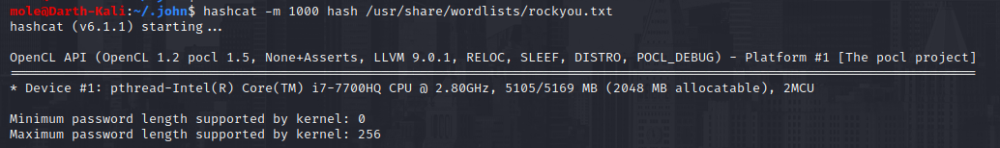 mole@Darth-Kali:~/.john$ hashcat -m 1000 hash /usr/share/wordlists/rockyou.txt
hashcat (v6.1.1) starting...
OpenCL API (OpenCL 1.2 pocl 1.5, None+Asserts, LLVM 9.0.1, RELOC, SLEEF, DISTRO, POCL_DEBUG) - Platform #1 [The pocl project]
=============================================================================================================================
* Device #1: pthread-Intel(R) Core(TM) i7-7700HQ CPU @ 2.80GHz, 5105/5169 MB (2048 MB allocatable), 2MCU
Minimum password length supported by kernel: 0
Maximum password length supported by kernel: 256